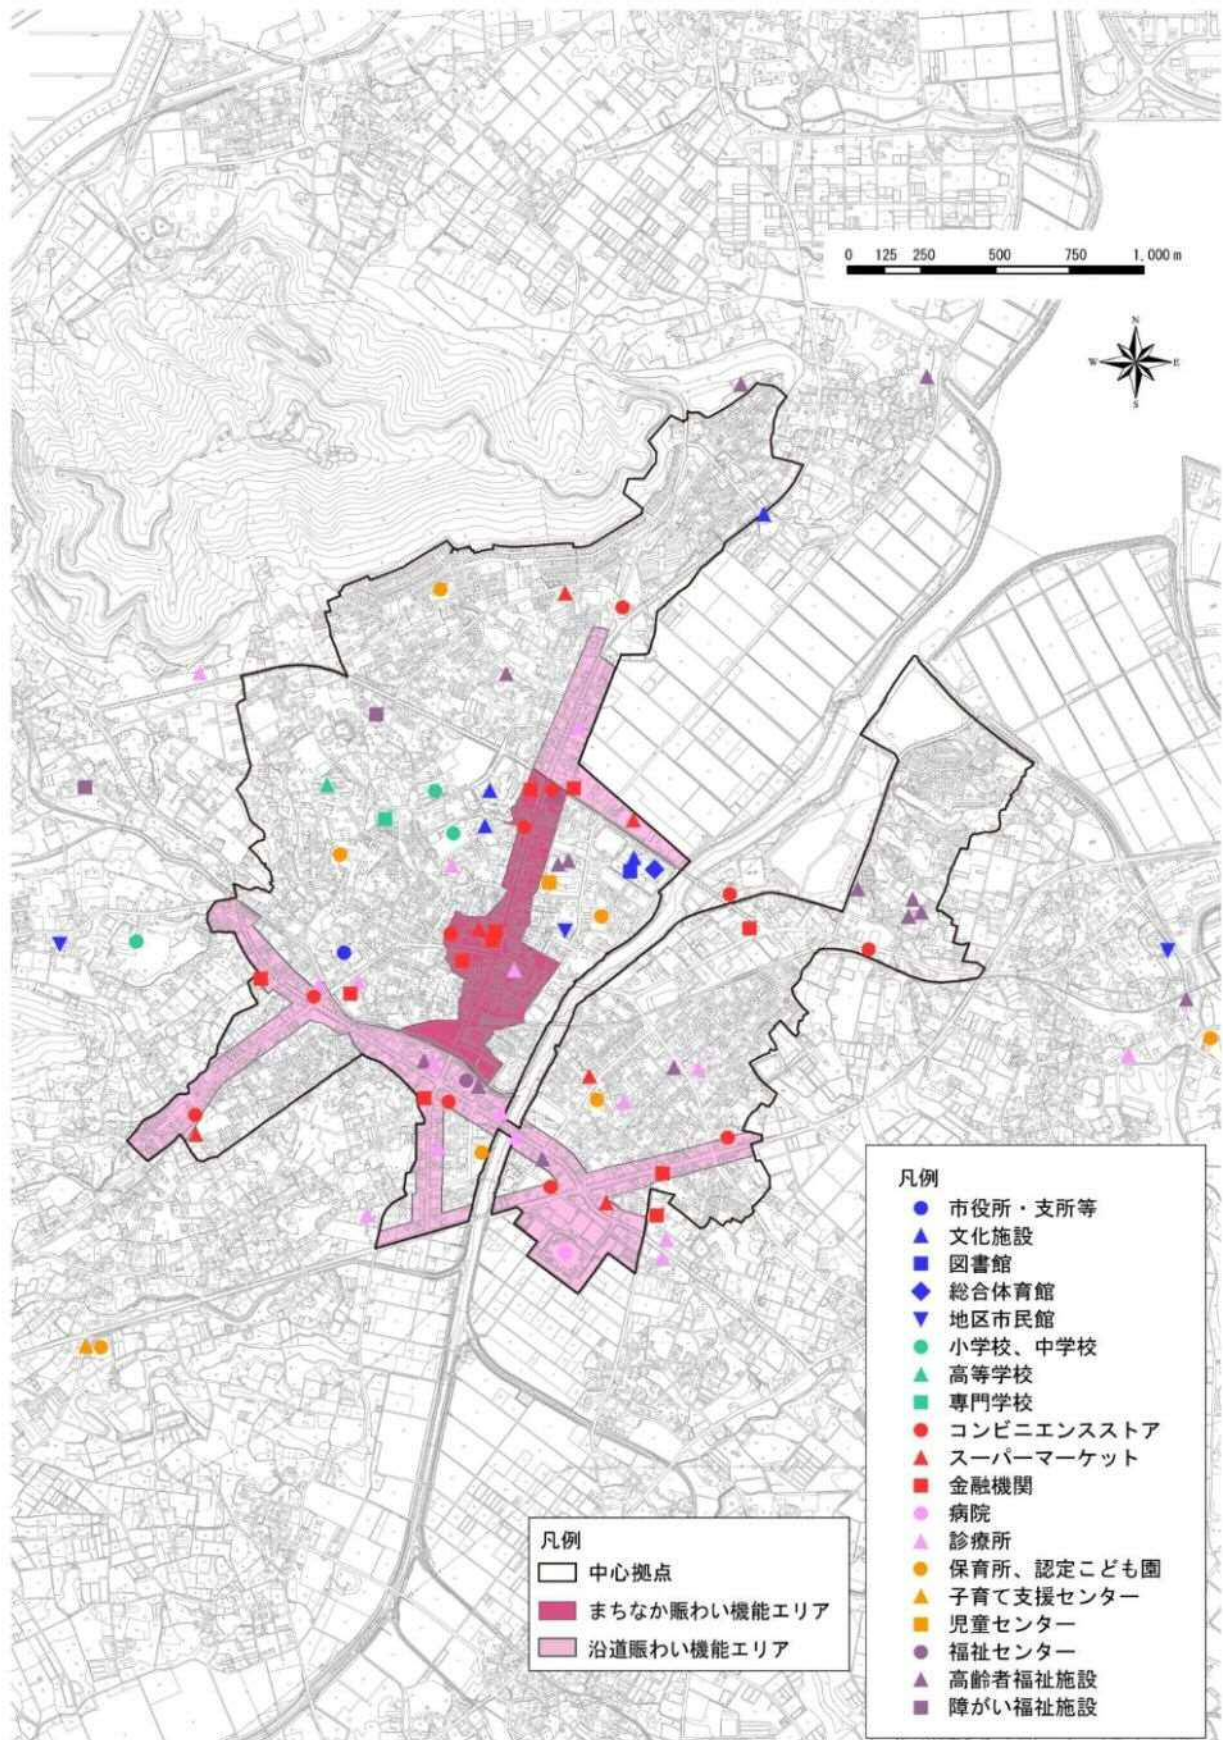 0 125 250 500 750 1,000 m
N
W E
S
凡例
市役所・支所等
文化施設
図書館
総合体育館
地区市民館
小学校、中学校
高等学校
専門学校
コンビニエンスストア
スーパーマーケット
金融機関
病院
診療所
保育所、認定こども園
子育て支援センター
児童センター
福祉センター
高齢者福祉施設
障がい福祉施設
凡例
中心拠点
まちなか賑わい機能エリア
沿道賑わい機能エリア